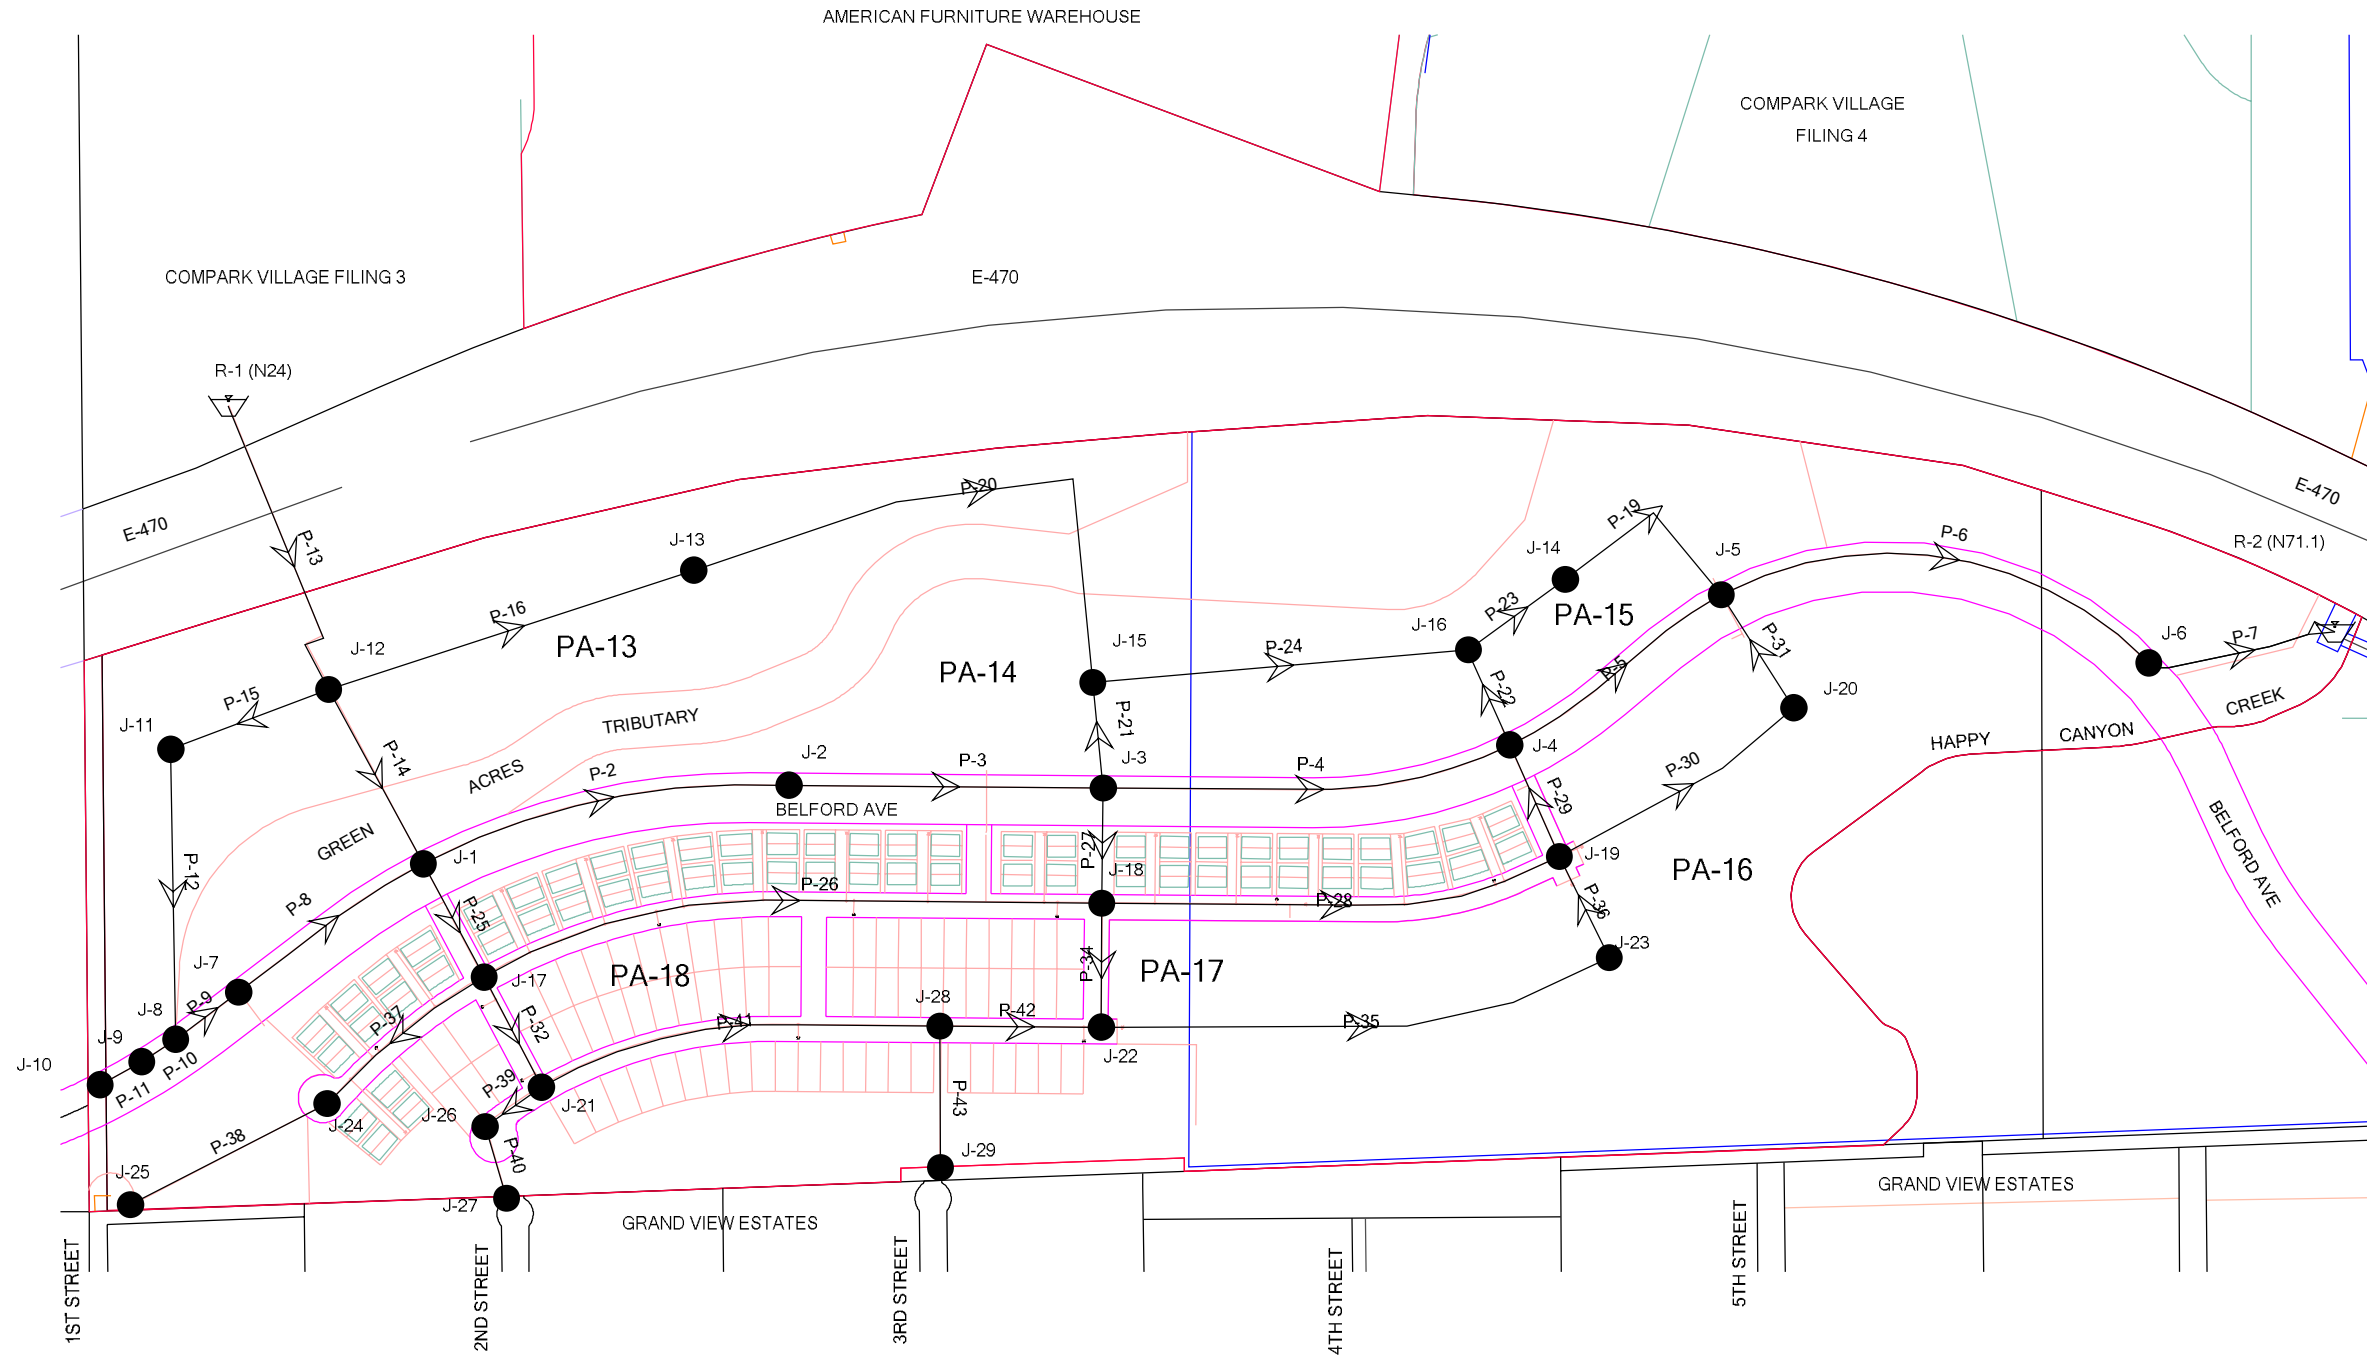 AMERICAN FURNITURE WAREHOUSE
COMPARK VILLAGE
FILING 4
COMPARK VILLAGE FILING 3
E-470
R-1 (N24)
E-470
E-470
P-13
P-20
P-19
P-6
R-2 (N71.1)
J-13
J-14
J-5
P-16
P-23
PA-15
J-12
PA-13
J-16
J-15
P-24
P-31
J-6
P-7
PA-14
P-5
P-15
J-11
P-22
J-20
TRIBUTARY
P-21
CREEK
CANYON
HAPPY
P-14
ACRES
P-2
J-2
P-3
J-3
P-4
J-4
P-30
BELFORD AVE
P-29
GREEN
J-1
P-27
J-18
J-19
PA-16
P-12
P-26
BELFORD AVE
P-8
P-25
P-28
P-36
J-23
J-7
J-17
PA-18
P-34
PA-17
J-8
P-9
J-28
P-37
P-32
P-41
P-42
P-35
J-9
J-10
P-10
J-22
P-11
P-39
J-21
P-43
J-26
J-24
P-38
P-40
J-29
J-25
J-27
GRAND VIEW ESTATES
GRAND VIEW ESTATES
1ST STREET
2ND STREET
3RD STREET
4TH STREET
5TH STREET